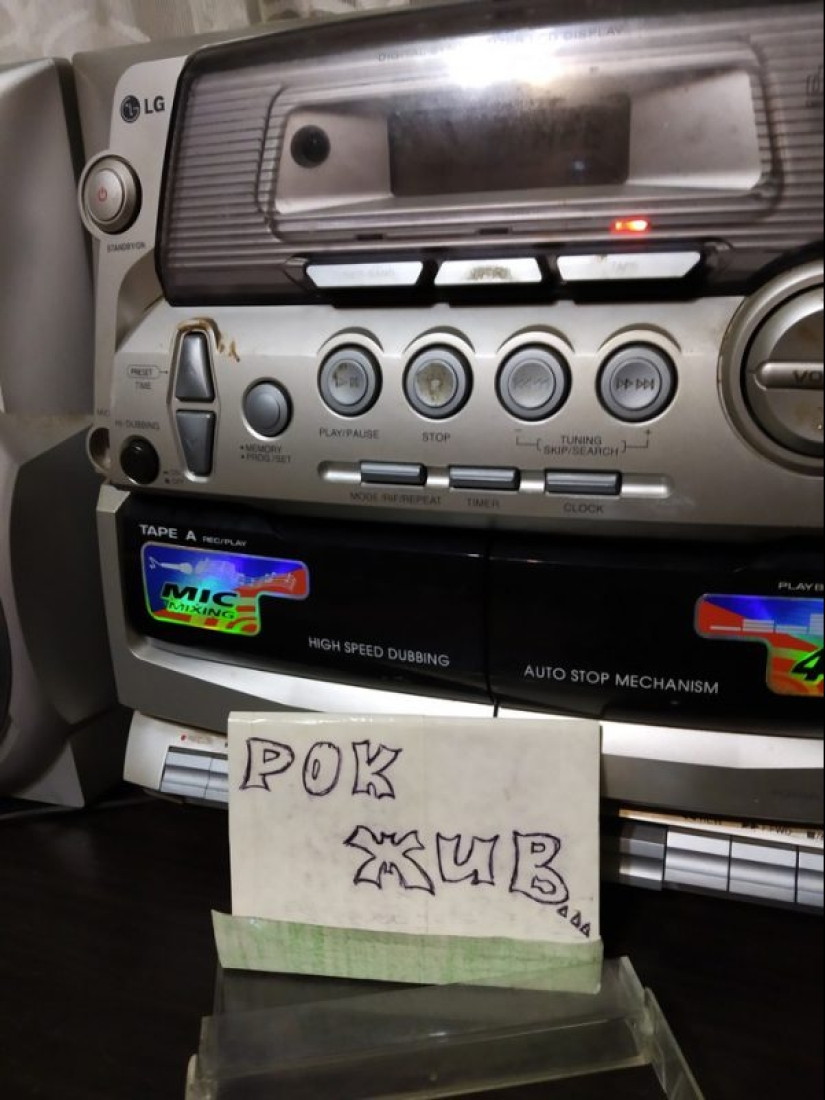 LG
STANDBY/ON
PRESET
TIME
PLAY/PAUSE
STOP
TUNING
SKIP/SEARCH
- +
• MEMORY
• PROG./SET
DUBBING
TIMER
CLOCK
TAPE A REC/PLAY
MIC
MIXING
HIGH SPEED DUBBING
AUTO STOP MECHANISM
РОК
ЖИВ...